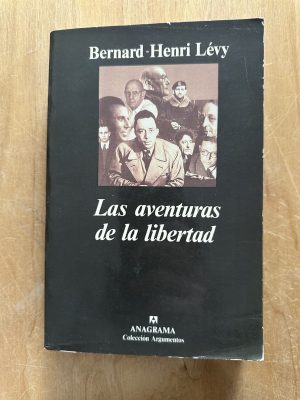 Bernard-Henri Lévy
Las aventuras
de la libertad
ANAGRAMA
Colección Argumentos